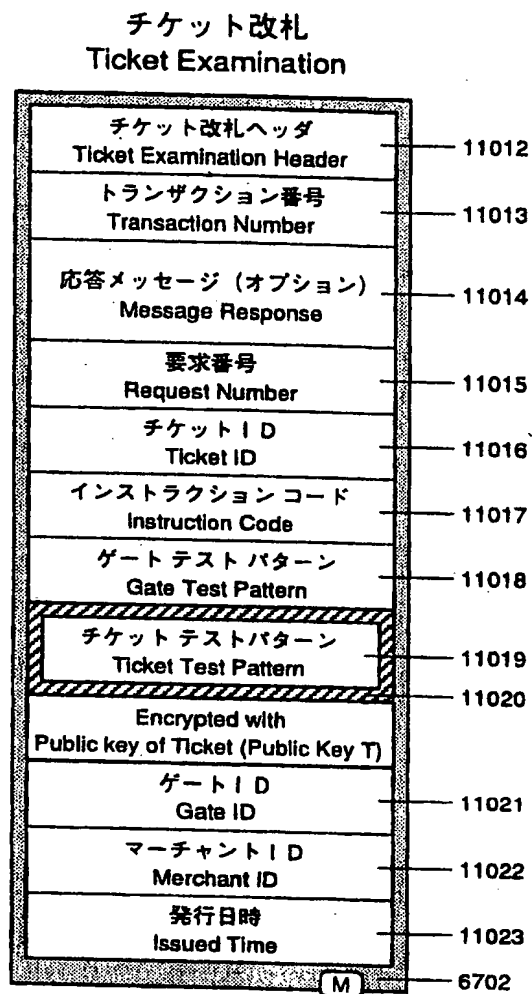 チケット改札
Ticket Examination
チケット改札ヘッダ
Ticket Examination Header
11012
トランザクション番号
Transaction Number
11013
応答メッセージ (オプション)
Message Response
11014
要求番号
Request Number
11015
チケットID
Ticket ID
11016
インストラクション コード
Instruction Code
11017
ゲート テスト パターン
Gate Test Pattern
11018
チケット テストパターン
Ticket Test Pattern
11019
11020
Encrypted with
Public key of Ticket (Public Key T)
ゲートID
Gate ID
11021
マーチャントID
Merchant ID
11022
発行日時
Issued Time
11023
M
6702